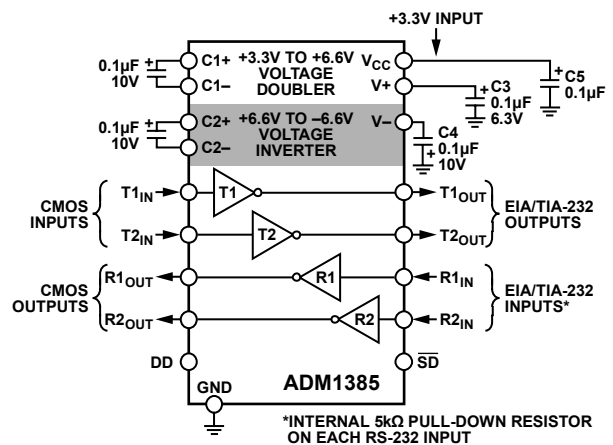 +3.3V INPUT
0.1µF
10V
+
C1+
C1–
+3.3V TO +6.6V
VOLTAGE
DOUBLER
VCC
V+
+
C3
0.1µF
6.3V
+
C5
0.1µF
0.1µF
10V
+
C2+
C2–
+6.6V TO –6.6V
VOLTAGE
INVERTER
V–
C4
0.1µF
10V
+
CMOS
INPUTS
T1IN
T1
T1OUT
T2IN
T2
T2OUT
EIA/TIA-232
OUTPUTS
CMOS
OUTPUTS
R1OUT
R1
R1IN
R2OUT
R2
R2IN
EIA/TIA-232
INPUTS*
DD
SD
GND
ADM1385
*INTERNAL 5kΩ PULL-DOWN RESISTOR
ON EACH RS-232 INPUT